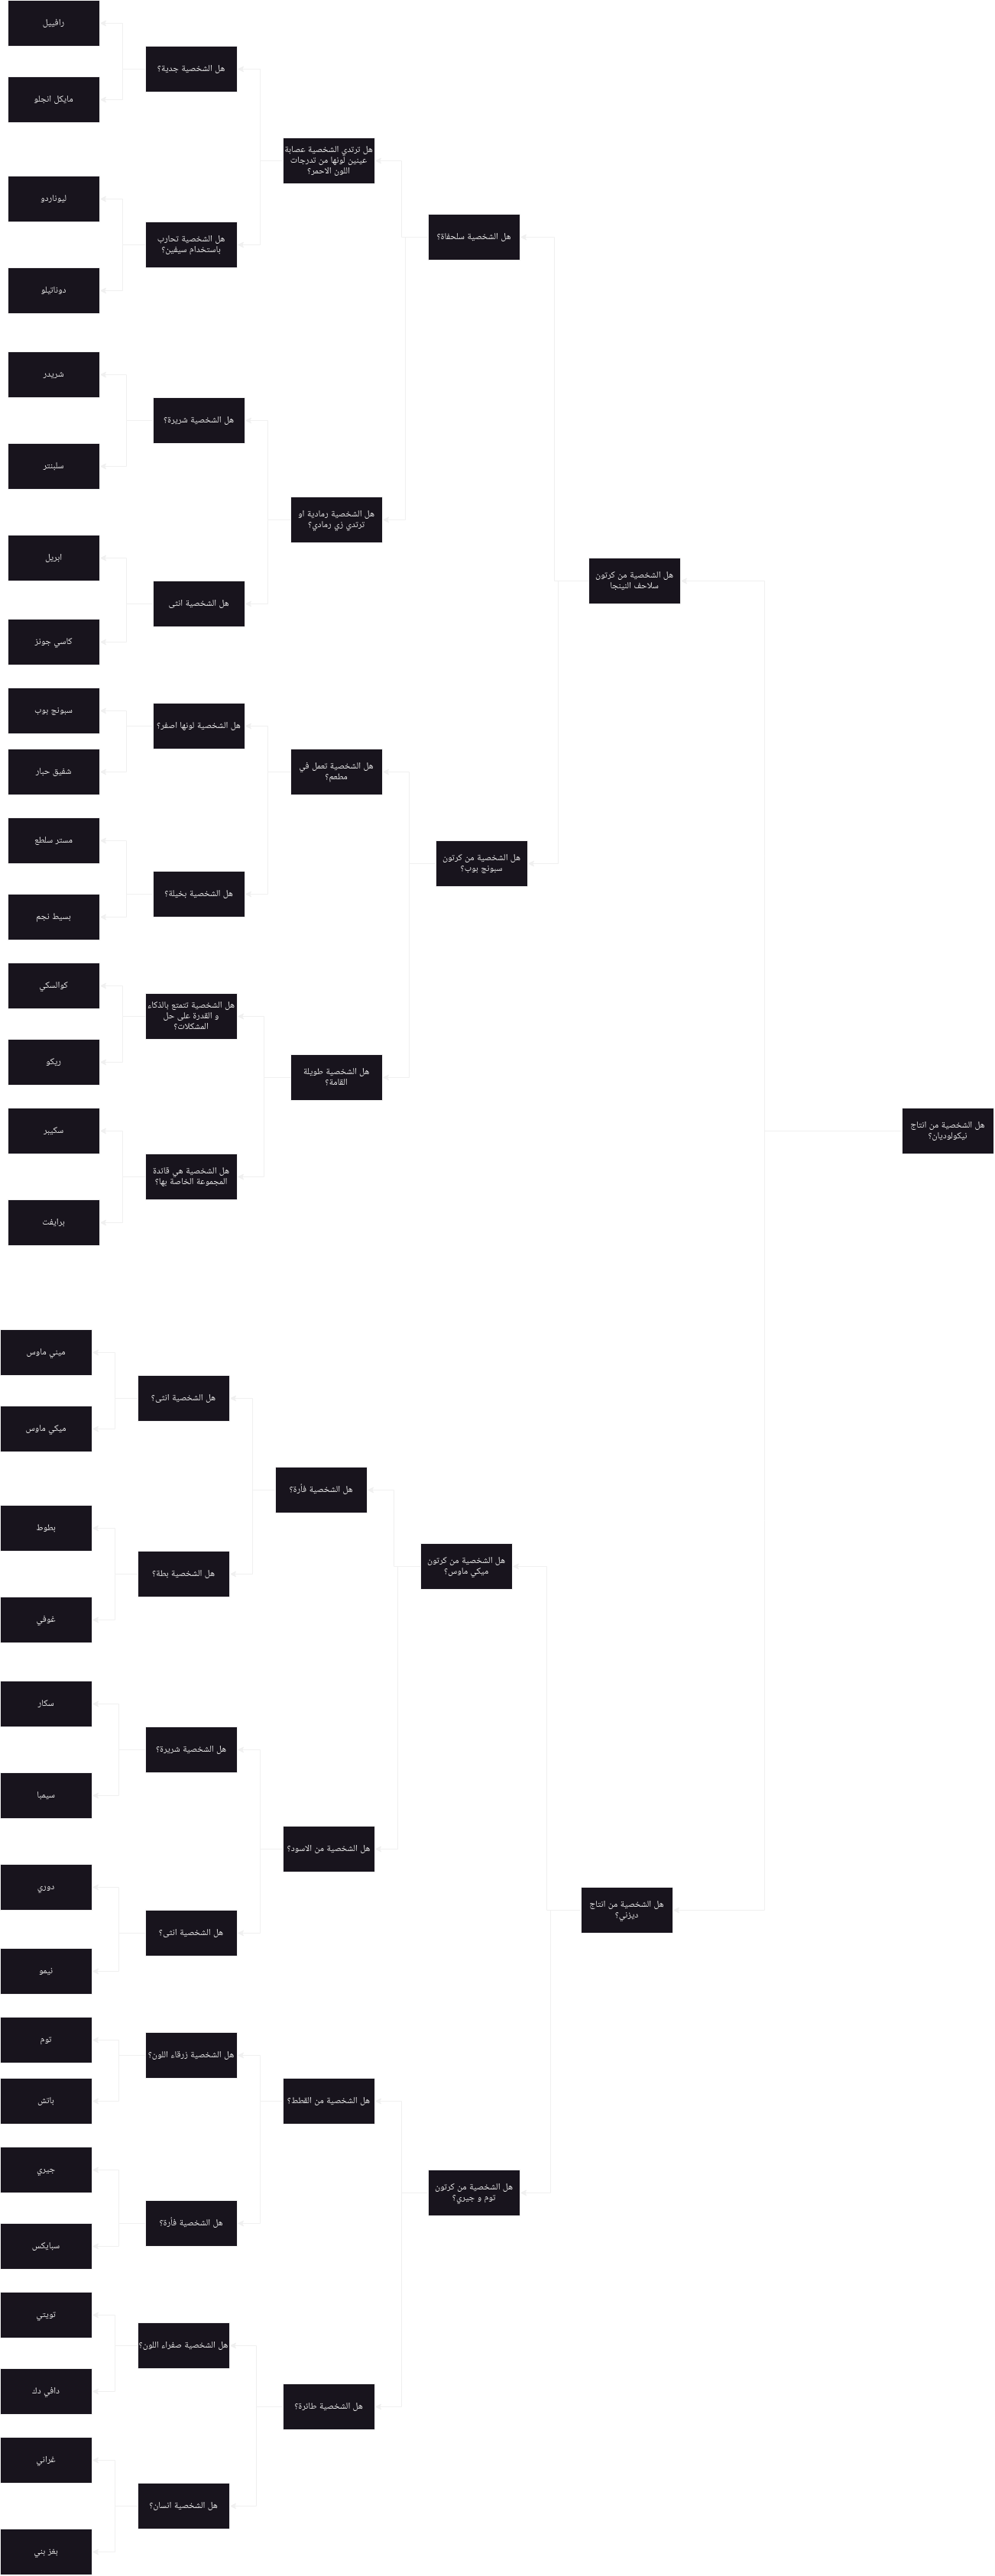 هل الشخصية من انتاج
نيكولوديان؟
هل الشخصية من كرتون
سلاحف النينجا
هل الشخصية سلحفاة؟
هل ترتدي الشخصية عصابة
عينين لونها من تدرجات
اللون الاحمر؟
هل الشخصية جدية؟
رافييل
مايكل انجلو
هل الشخصية تحارب
باستخدام سيفين؟
ليوناردو
دوناتيلو
هل الشخصية رمادية او
ترتدي زي رمادي؟
هل الشخصية شريرة؟
شريدر
سلبنتر
هل الشخصية انثى
ابريل
كاسي جونز
هل الشخصية من كرتون
سبونج بوب؟
هل الشخصية تعمل في
مطعم؟
هل الشخصية لونها اصفر؟
سبونج بوب
شفيق حبار
هل الشخصية بخيلة؟
مستر سلطع
بسيط نجم
هل الشخصية طويلة
القامة؟
هل الشخصية تتمتع بالذكاء
و القدرة على حل
المشكلات؟
كوالسكي
ريكو
هل الشخصية هي قائدة
المجموعة الخاصة بها؟
سكيبر
برايفت
هل الشخصية من انتاج
ديزني؟
هل الشخصية من كرتون
ميكي ماوس؟
هل الشخصية فأرة؟
هل الشخصية انثى؟
ميني ماوس
ميكي ماوس
هل الشخصية بطة؟
بطوط
غوفي
هل الشخصية من الاسود؟
هل الشخصية شريرة؟
سكار
سيمبا
هل الشخصية انثى؟
دوري
نيمو
هل الشخصية من كرتون
توم و جيري؟
هل الشخصية من القطط؟
هل الشخصية زرقاء اللون؟
توم
باتش
هل الشخصية فأرة؟
جيري
سبايكس
هل الشخصية طائرة؟
هل الشخصية صفراء اللون؟
تويتي
دافي دك
هل الشخصية انسان؟
غراني
بغز بني